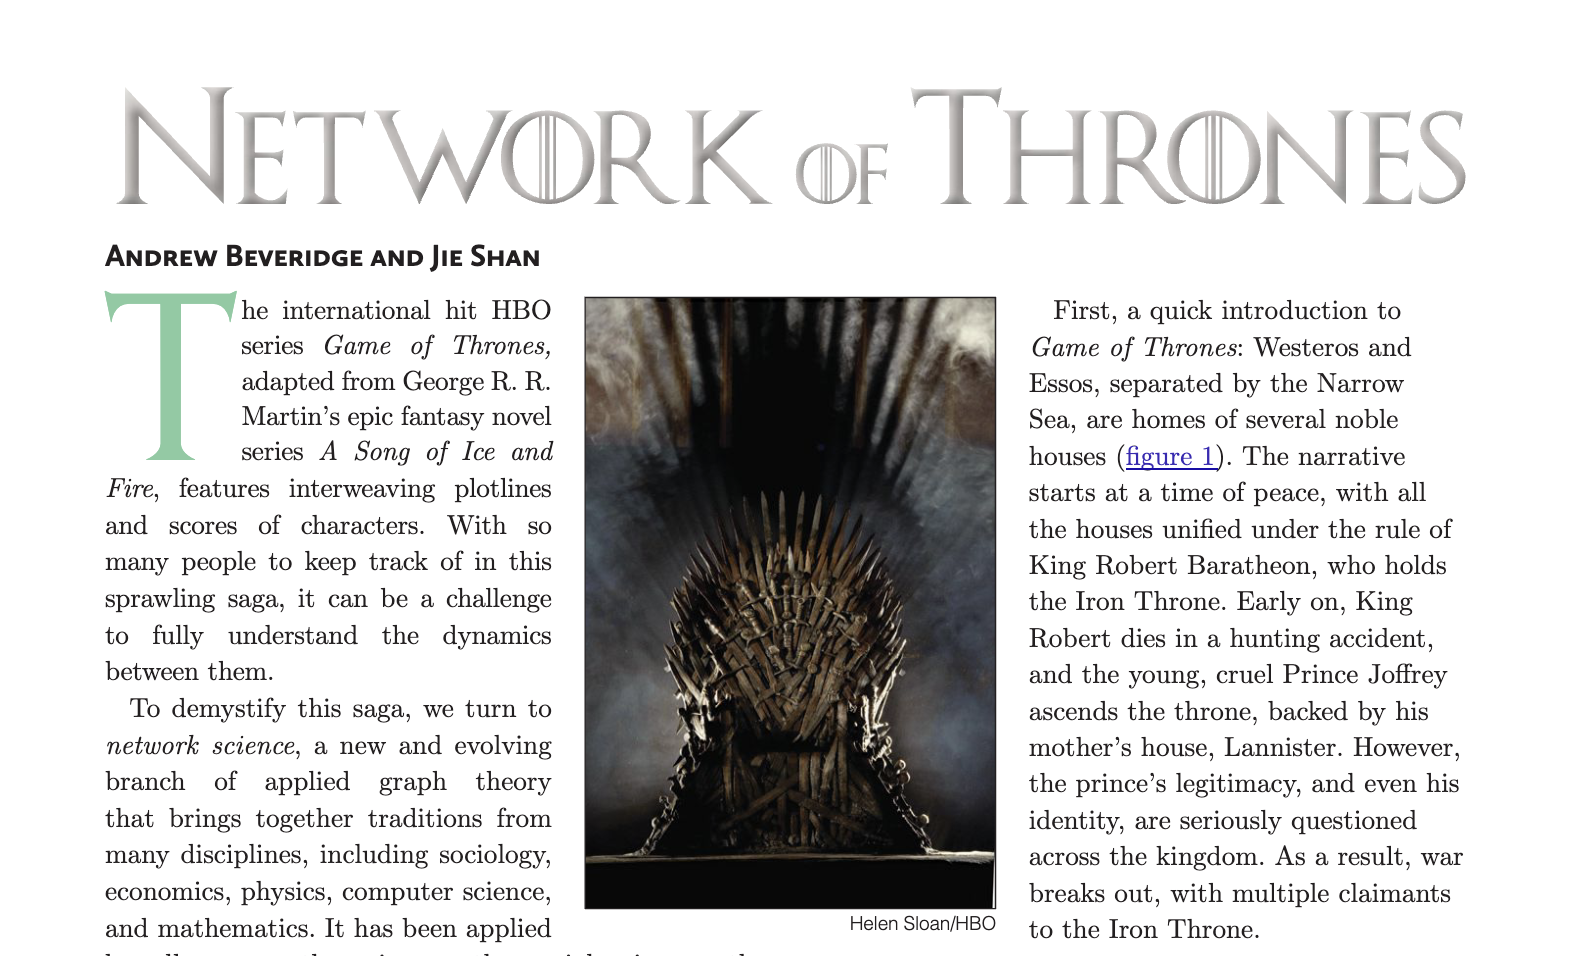 NETWORK OF THRONES
ANDREW BEVERIDGE AND JIE SHAN
The international hit HBO
series Game of Thrones,
adapted from George R. R.
Martin’s epic fantasy novel
series A Song of Ice and
Fire, features interweaving plotlines
and scores of characters. With so
many people to keep track of in this
sprawling saga, it can be a challenge
to fully understand the dynamics
between them.
To demystify this saga, we turn to
network science, a new and evolving
branch of applied graph theory
that brings together traditions from
many disciplines, including sociology,
economics, physics, computer science,
and mathematics. It has been applied
Helen Sloan/HBO
First, a quick introduction to
Game of Thrones: Westeros and
Essos, separated by the Narrow
Sea, are homes of several noble
houses (figure 1). The narrative
starts at a time of peace, with all
the houses unified under the rule of
King Robert Baratheon, who holds
the Iron Throne. Early on, King
Robert dies in a hunting accident,
and the young, cruel Prince Joffrey
ascends the throne, backed by his
mother’s house, Lannister. However,
the prince’s legitimacy, and even his
identity, are seriously questioned
across the kingdom. As a result, war
breaks out, with multiple claimants
to the Iron Throne.